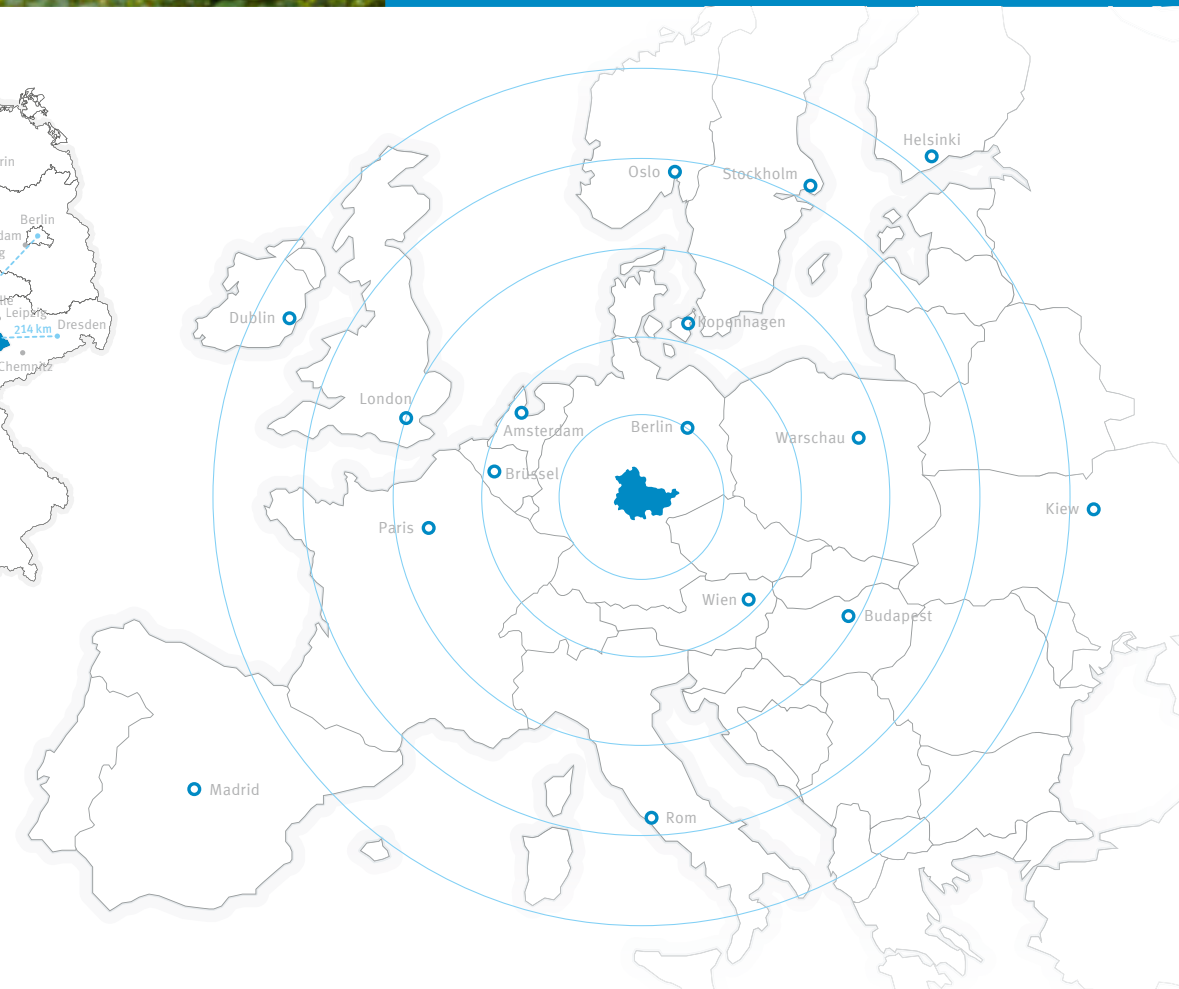 Berlin
Leipzig
214 km
Dresden
Chemnitz
Helsinki
Oslo
Stockholm
Dublin
Kopenhagen
London
Amsterdam
Berlin
Warschau
Brüssel
Paris
Kiew
Wien
Budapest
Madrid
Rom